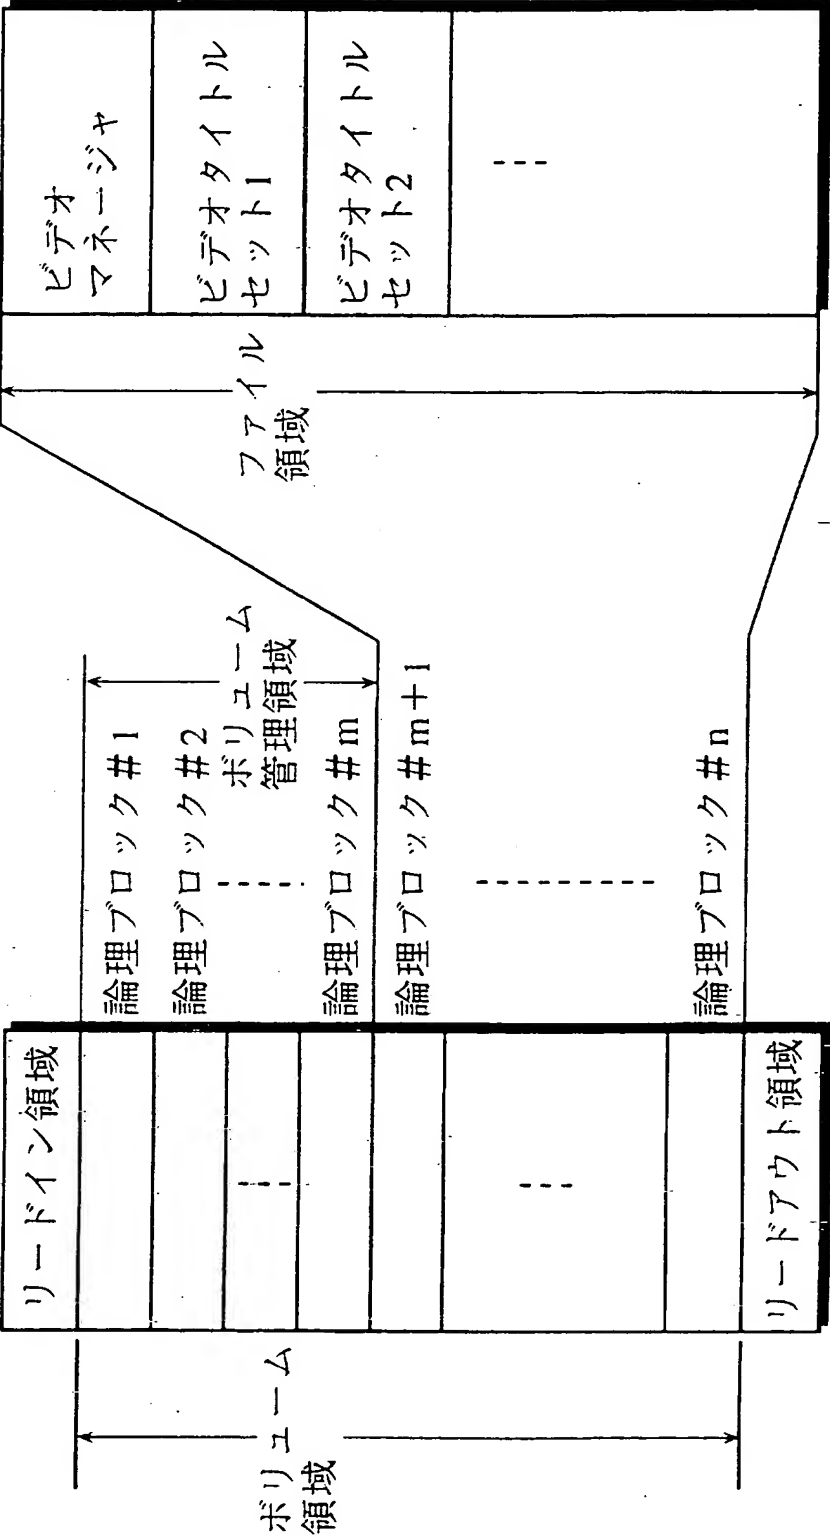 リードイン領域
リードアウト領域
ボリューム
領域
論理ブロック#1
論理ブロック#2
論理ブロック#m
論理ブロック#m+1
論理ブロック#n
ボリューム
管理領域
ファイル
領域
ビデオ
マネージャ
ビデオタイトル
セット1
ビデオタイトル
セット2